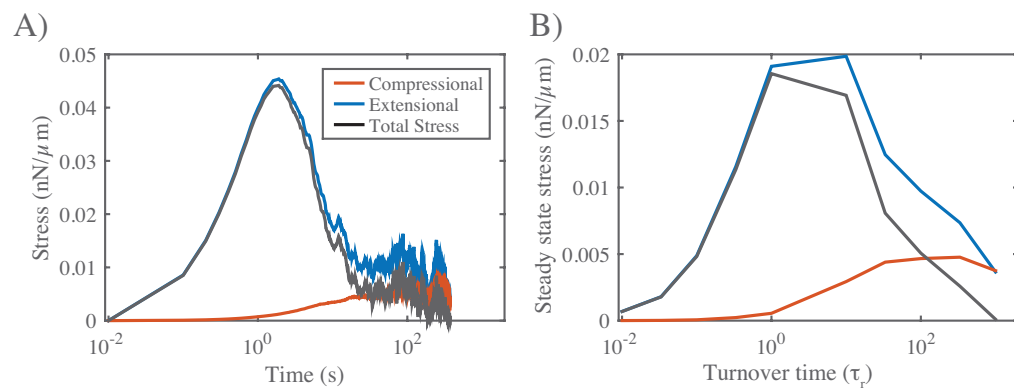 A)
Stress (nN/µm)
0.05
0.04
0.03
0.02
0.01
0
Compressional
Extensional
Total Stress
10⁻²
10⁰
10²
Time (s)
B)
Steady state stress (nN/µm)
0.02
0.015
0.01
0.005
0
10⁻²
10⁰
10²
Turnover time (τᵣ)